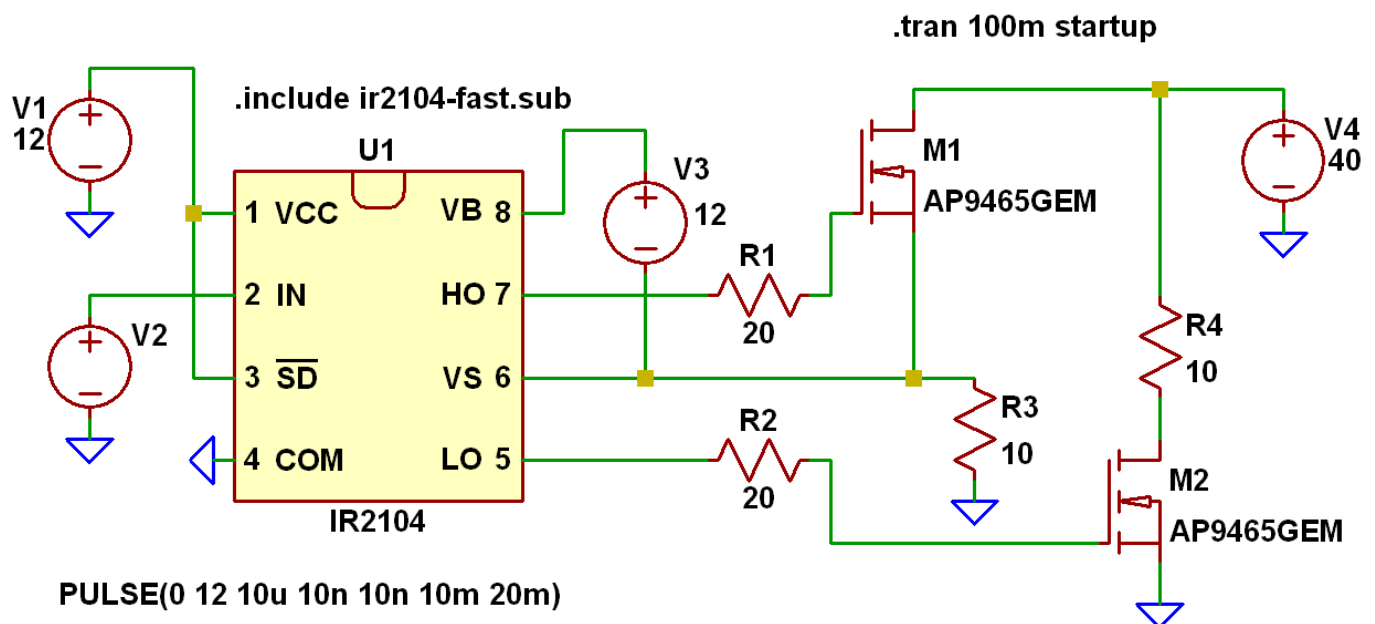 .tran 100m startup
.include ir2104-fast.sub
V1
12
U1
V3
12
M1
AP9465GEM
V4
40
1 VCC
VB 8
R1
20
2 IN
HO 7
V2
R4
10
3 SD
VS 6
R2
20
R3
10
4 COM
LO 5
M2
AP9465GEM
IR2104
PULSE(0 12 10u 10n 10n 10m 20m)